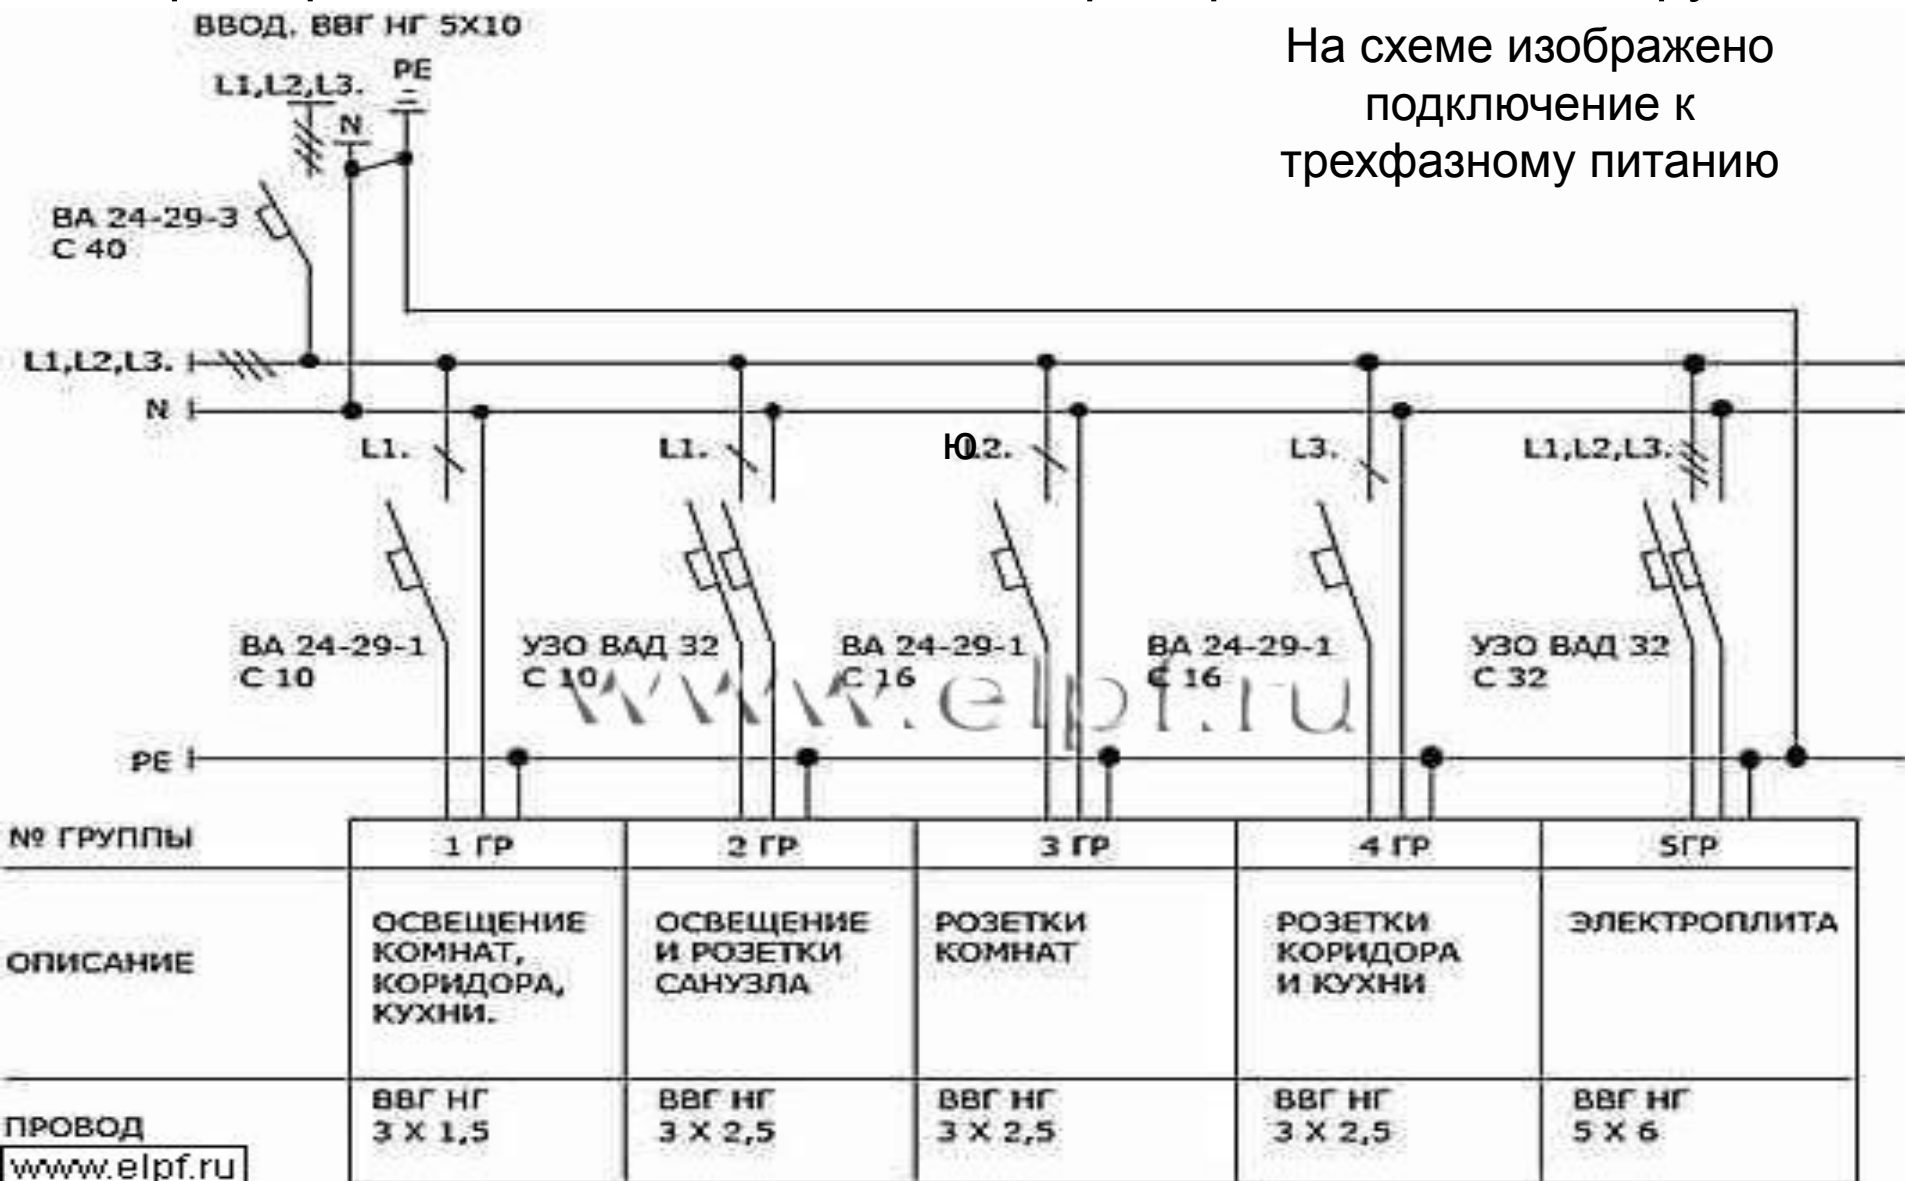 ВВОД. ВВГ НГ 5Х10
На схеме изображено
подключение к
трехфазному питанию
L1,L2,L3.
PE
N
ВА 24-29-3
С 40
L1,L2,L3.
N
L1.
L1.
ю
L2.
L3.
L1,L2,L3.
ВА 24-29-1
С 10
УЗО ВАД 32
С 10
ВА 24-29-1
С 16
ВА 24-29-1
С 16
УЗО ВАД 32
С 32
www.elpf.ru
PE
№ ГРУППЫ
1 ГР
2 ГР
3 ГР
4 ГР
5ГР
ОПИСАНИЕ
ОСВЕЩЕНИЕ
КОМНАТ,
КОРИДОРА,
КУХНИ.
ОСВЕЩЕНИЕ
И РОЗЕТКИ
САНУЗЛА
РОЗЕТКИ
КОМНАТ
РОЗЕТКИ
КОРИДОРА
И КУХНИ
ЭЛЕКТРОПЛИТА
ПРОВОД
ВВГ НГ
3 Х 1,5
ВВГ НГ
3 Х 2,5
ВВГ НГ
3 Х 2,5
ВВГ НГ
3 Х 2,5
ВВГ НГ
5 Х 6
www.elpf.ru